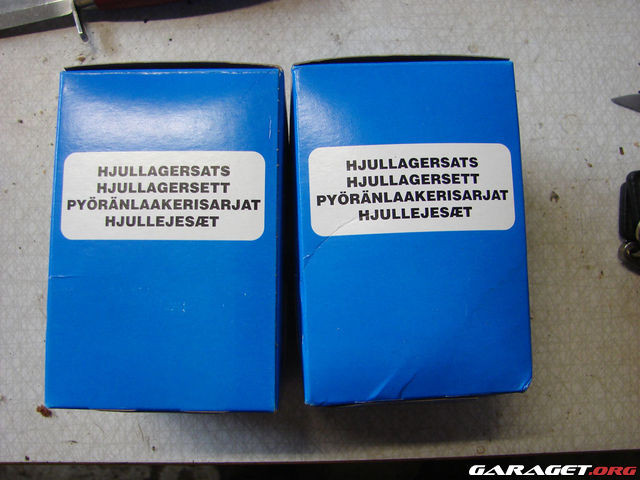 HJULLAGERSATS
HJULLAGERSETT
PYÖRÄNLAAKERISARJAT
HJULLEJESÆT
HJULLAGERSATS
HJULLAGERSETT
PYÖRÄNLAAKERISARJAT
HJULLEJESÆT
GARAGET.ORG